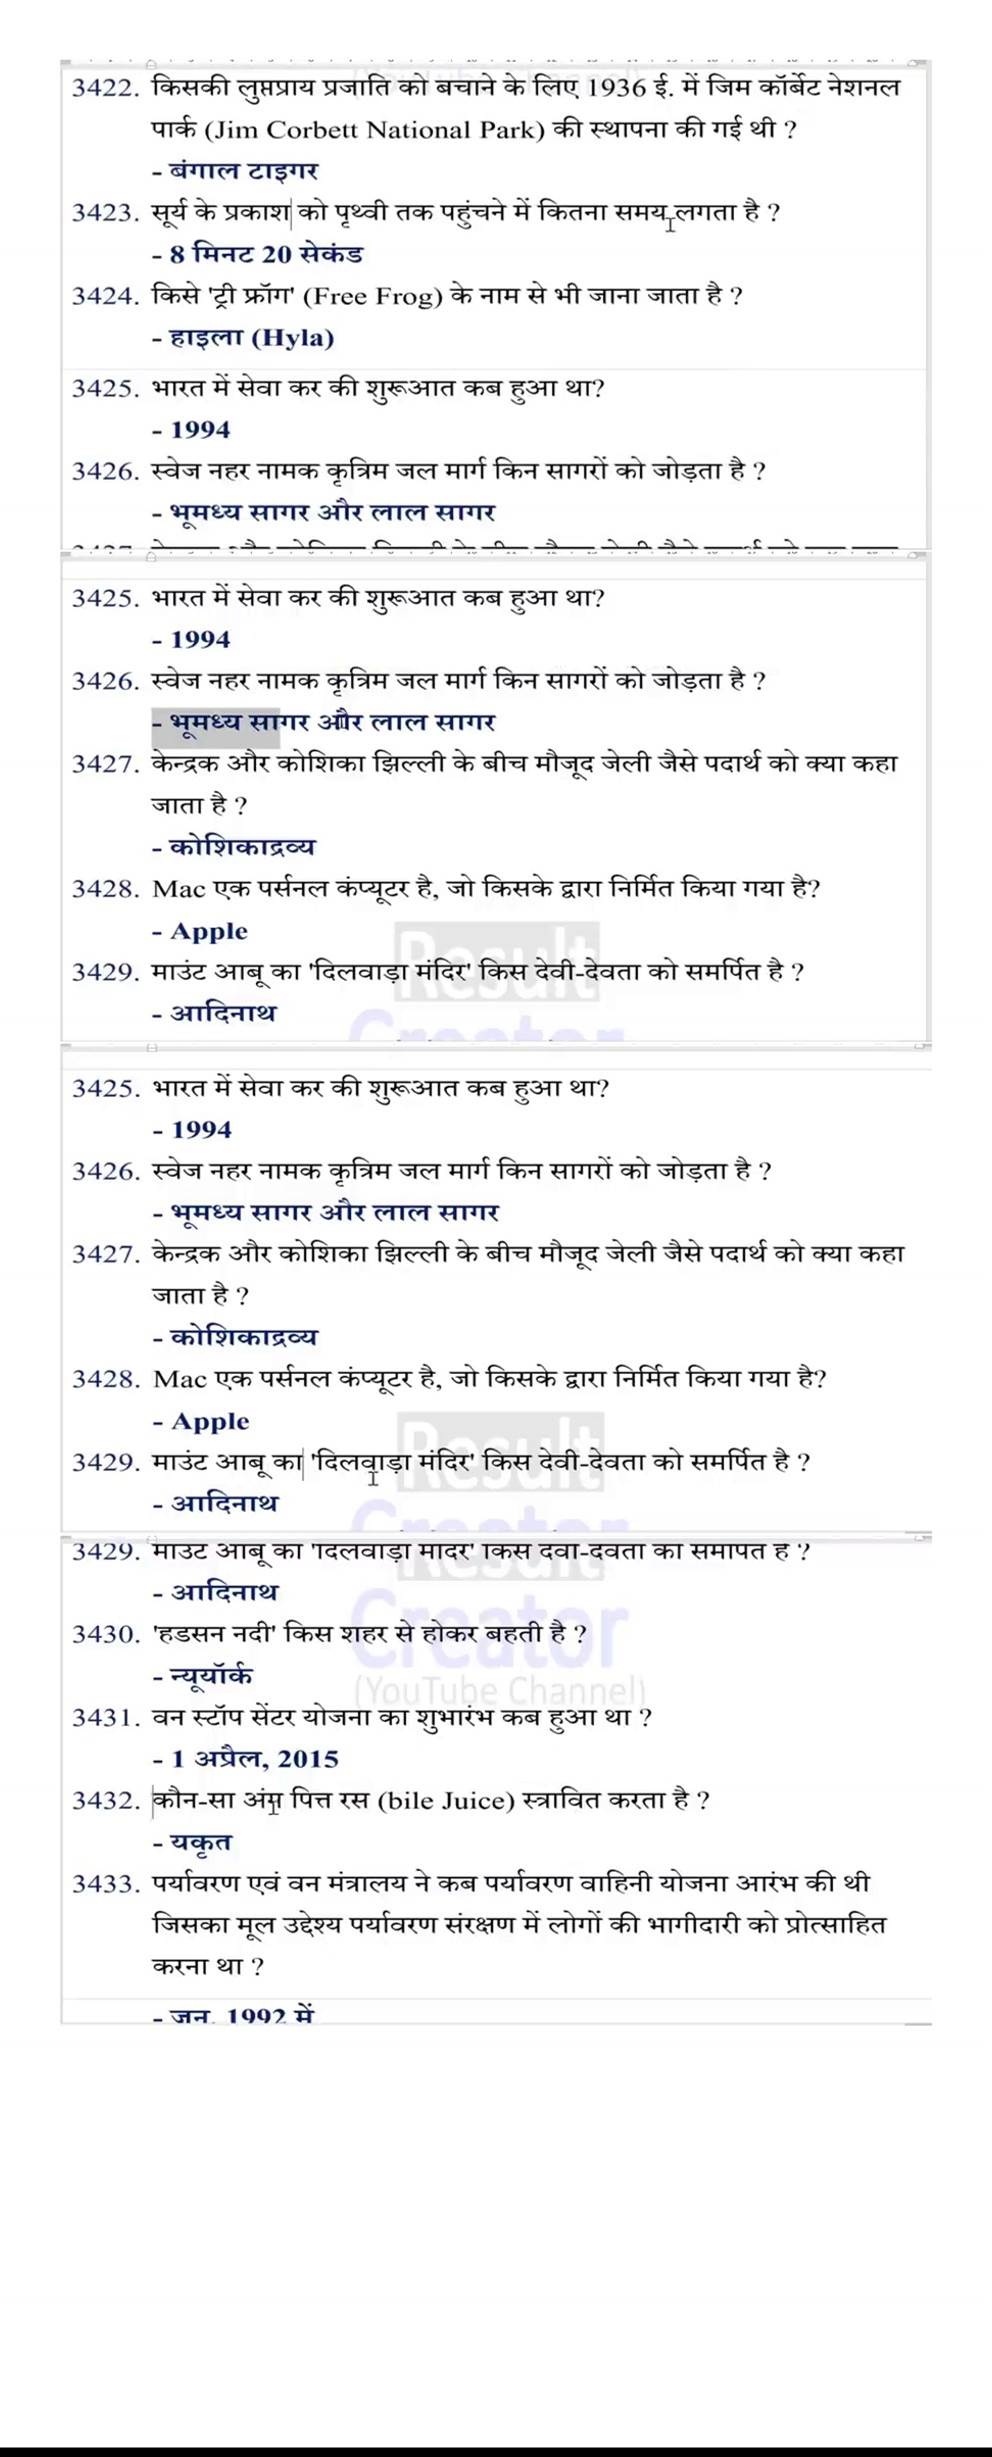 3422. किसकी लुप्तप्राय प्रजाति को बचाने के लिए 1936 ई. में जिम कॉर्बेट नेशनल
पार्क (Jim Corbett National Park) की स्थापना की गई थी ?
- बंगाल टाइगर
3423. सूर्य के प्रकाश को पृथ्वी तक पहुंचने में कितना समय लगता है ?
- 8 मिनट 20 सेकंड
3424. किसे 'ट्री फ्रॉग' (Free Frog) के नाम से भी जाना जाता है ?
- हाइला (Hyla)
3425. भारत में सेवा कर की शुरूआत कब हुआ था?
- 1994
3426. स्वेज नहर नामक कृत्रिम जल मार्ग किन सागरों को जोड़ता है ?
- भूमध्य सागर और लाल सागर
3425. भारत में सेवा कर की शुरूआत कब हुआ था?
- 1994
3426. स्वेज नहर नामक कृत्रिम जल मार्ग किन सागरों को जोड़ता है ?
- भूमध्य सागर और लाल सागर
3427. केन्द्रक और कोशिका झिल्ली के बीच मौजूद जेली जैसे पदार्थ को क्या कहा
जाता है ?
- कोशिकाद्रव्य
3428. Mac एक पर्सनल कंप्यूटर है, जो किसके द्वारा निर्मित किया गया है?
- Apple
Result
3429. माउंट आबू का 'दिलवाड़ा मंदिर' किस देवी-देवता को समर्पित है ?
- आदिनाथ
Creator
3425. भारत में सेवा कर की शुरूआत कब हुआ था?
- 1994
3426. स्वेज नहर नामक कृत्रिम जल मार्ग किन सागरों को जोड़ता है ?
- भूमध्य सागर और लाल सागर
3427. केन्द्रक और कोशिका झिल्ली के बीच मौजूद जेली जैसे पदार्थ को क्या कहा
जाता है ?
- कोशिकाद्रव्य
3428. Mac एक पर्सनल कंप्यूटर है, जो किसके द्वारा निर्मित किया गया है?
- Apple
Result
3429. माउंट आबू का 'दिलवाड़ा मंदिर' किस देवी-देवता को समर्पित है ?
- आदिनाथ
Creator
3429. माउंट आबू का 'दिलवाड़ा मंदिर' किस देवी-देवता को समर्पित है ?
Result
- आदिनाथ
Creator
3430. 'हडसन नदी' किस शहर से होकर बहती है ?
- न्यूयॉर्क
(YouTube Channel)
3431. वन स्टॉप सेंटर योजना का शुभारंभ कब हुआ था ?
- 1 अप्रैल, 2015
3432. कौन-सा अंग पित्त रस (bile Juice) स्त्रावित करता है ?
- यकृत
3433. पर्यावरण एवं वन मंत्रालय ने कब पर्यावरण वाहिनी योजना आरंभ की थी
जिसका मूल उद्देश्य पर्यावरण संरक्षण में लोगों की भागीदारी को प्रोत्साहित
करना था ?
- जन. 1992 में